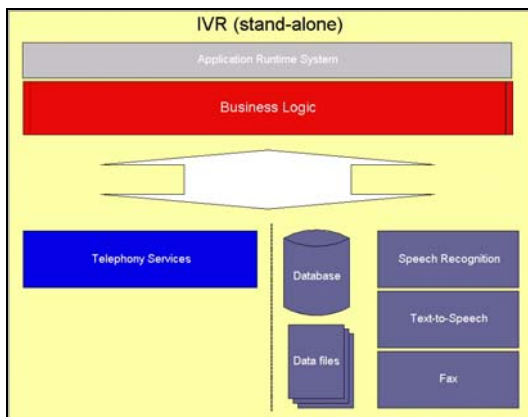 IVR (stand-alone)
Application Runtime System
Business Logic
Telephony Services
Database
Data files
Speech Recognition
Text-to-Speech
Fax